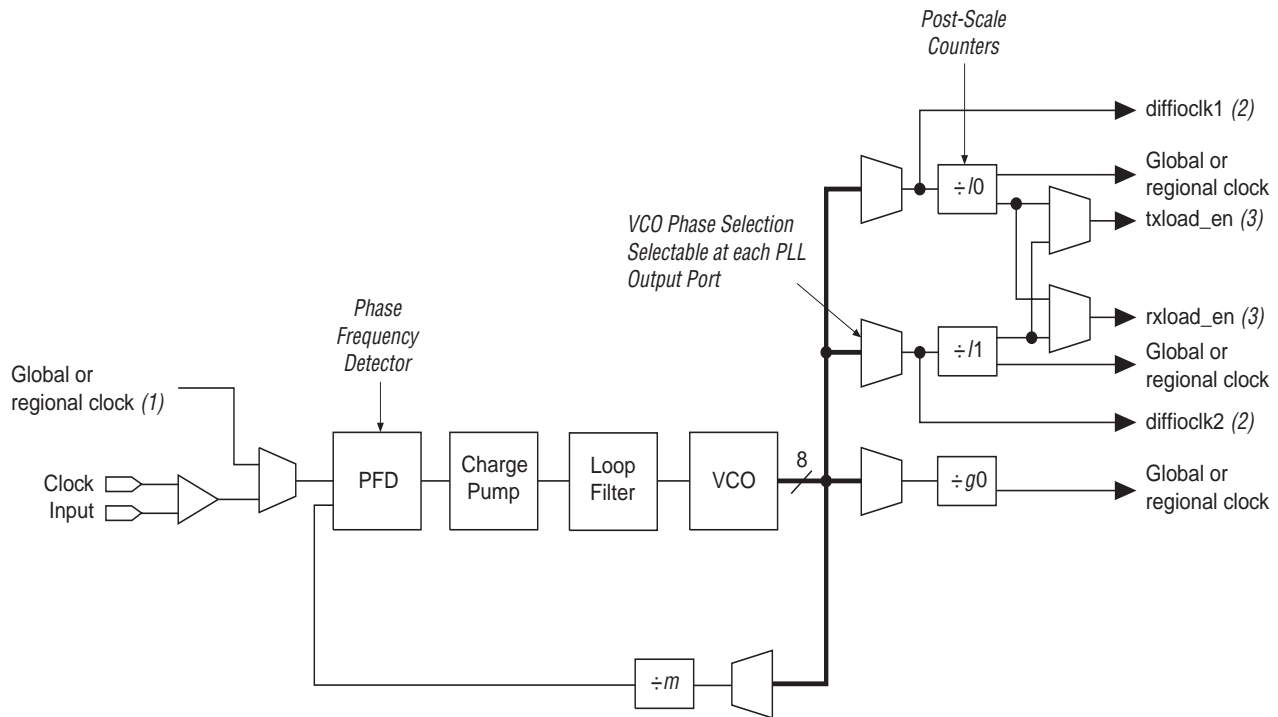 Post-Scale
Counters
diffioclk1 (2)
Global or
regional clock
÷l0
txload_en (3)
VCO Phase Selection
Selectable at each PLL
Output Port
rxload_en (3)
÷l1
Global or
regional clock
diffioclk2 (2)
Phase
Frequency
Detector
Global or
regional clock (1)
Clock
Input
PFD
Charge
Pump
Loop
Filter
VCO
8
÷g0
Global or
regional clock
÷m